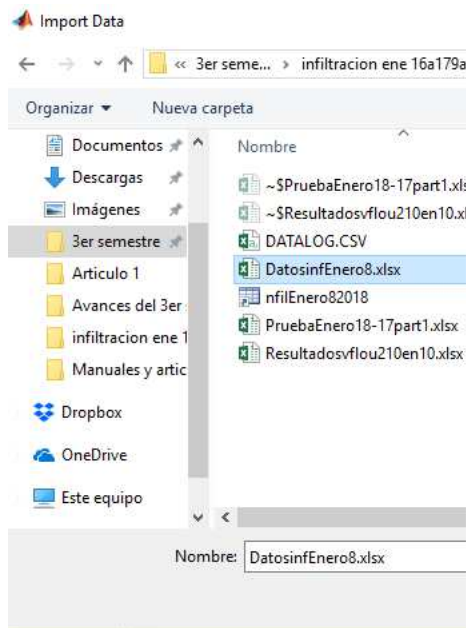 Import Data
« 3er seme... › infiltracion ene 16a179a
Organizar Nueva carpeta
Documentos
Descargas
Imágenes
3er semestre
Articulo 1
Avances del 3er
infiltracion ene 1
Manuales y artic
Dropbox
OneDrive
Este equipo
Nombre
~$PruebaEnero18-17part1.xls
~$Resultadosvflou210en10.x
DATALOG.CSV
DatosinfEnero8.xlsx
nfilEnero82018
PruebaEnero18-17part1.xlsx
Resultadosvflou210en10.xlsx
Nombre: DatosinfEnero8.xlsx